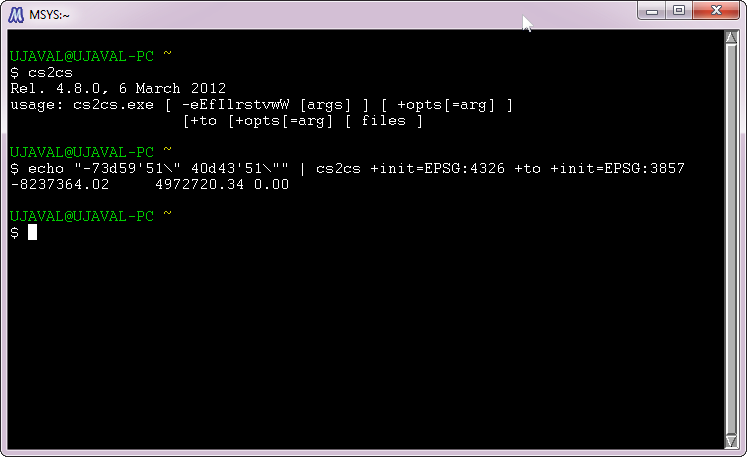 MSYS:~
UJAVAL@UJAVAL-PC ~
$ cs2cs
Rel. 4.8.0, 6 March 2012
usage: cs2cs.exe [ -eEfIlrstvwW [args] ] [ +opts[=arg] ]
[+to [+opts[=arg] [ files ]
UJAVAL@UJAVAL-PC ~
$ echo "-73d59'51\" 40d43'51\"" | cs2cs +init=EPSG:4326 +to +init=EPSG:3857
-8237364.02 4972720.34 0.00
UJAVAL@UJAVAL-PC ~
$